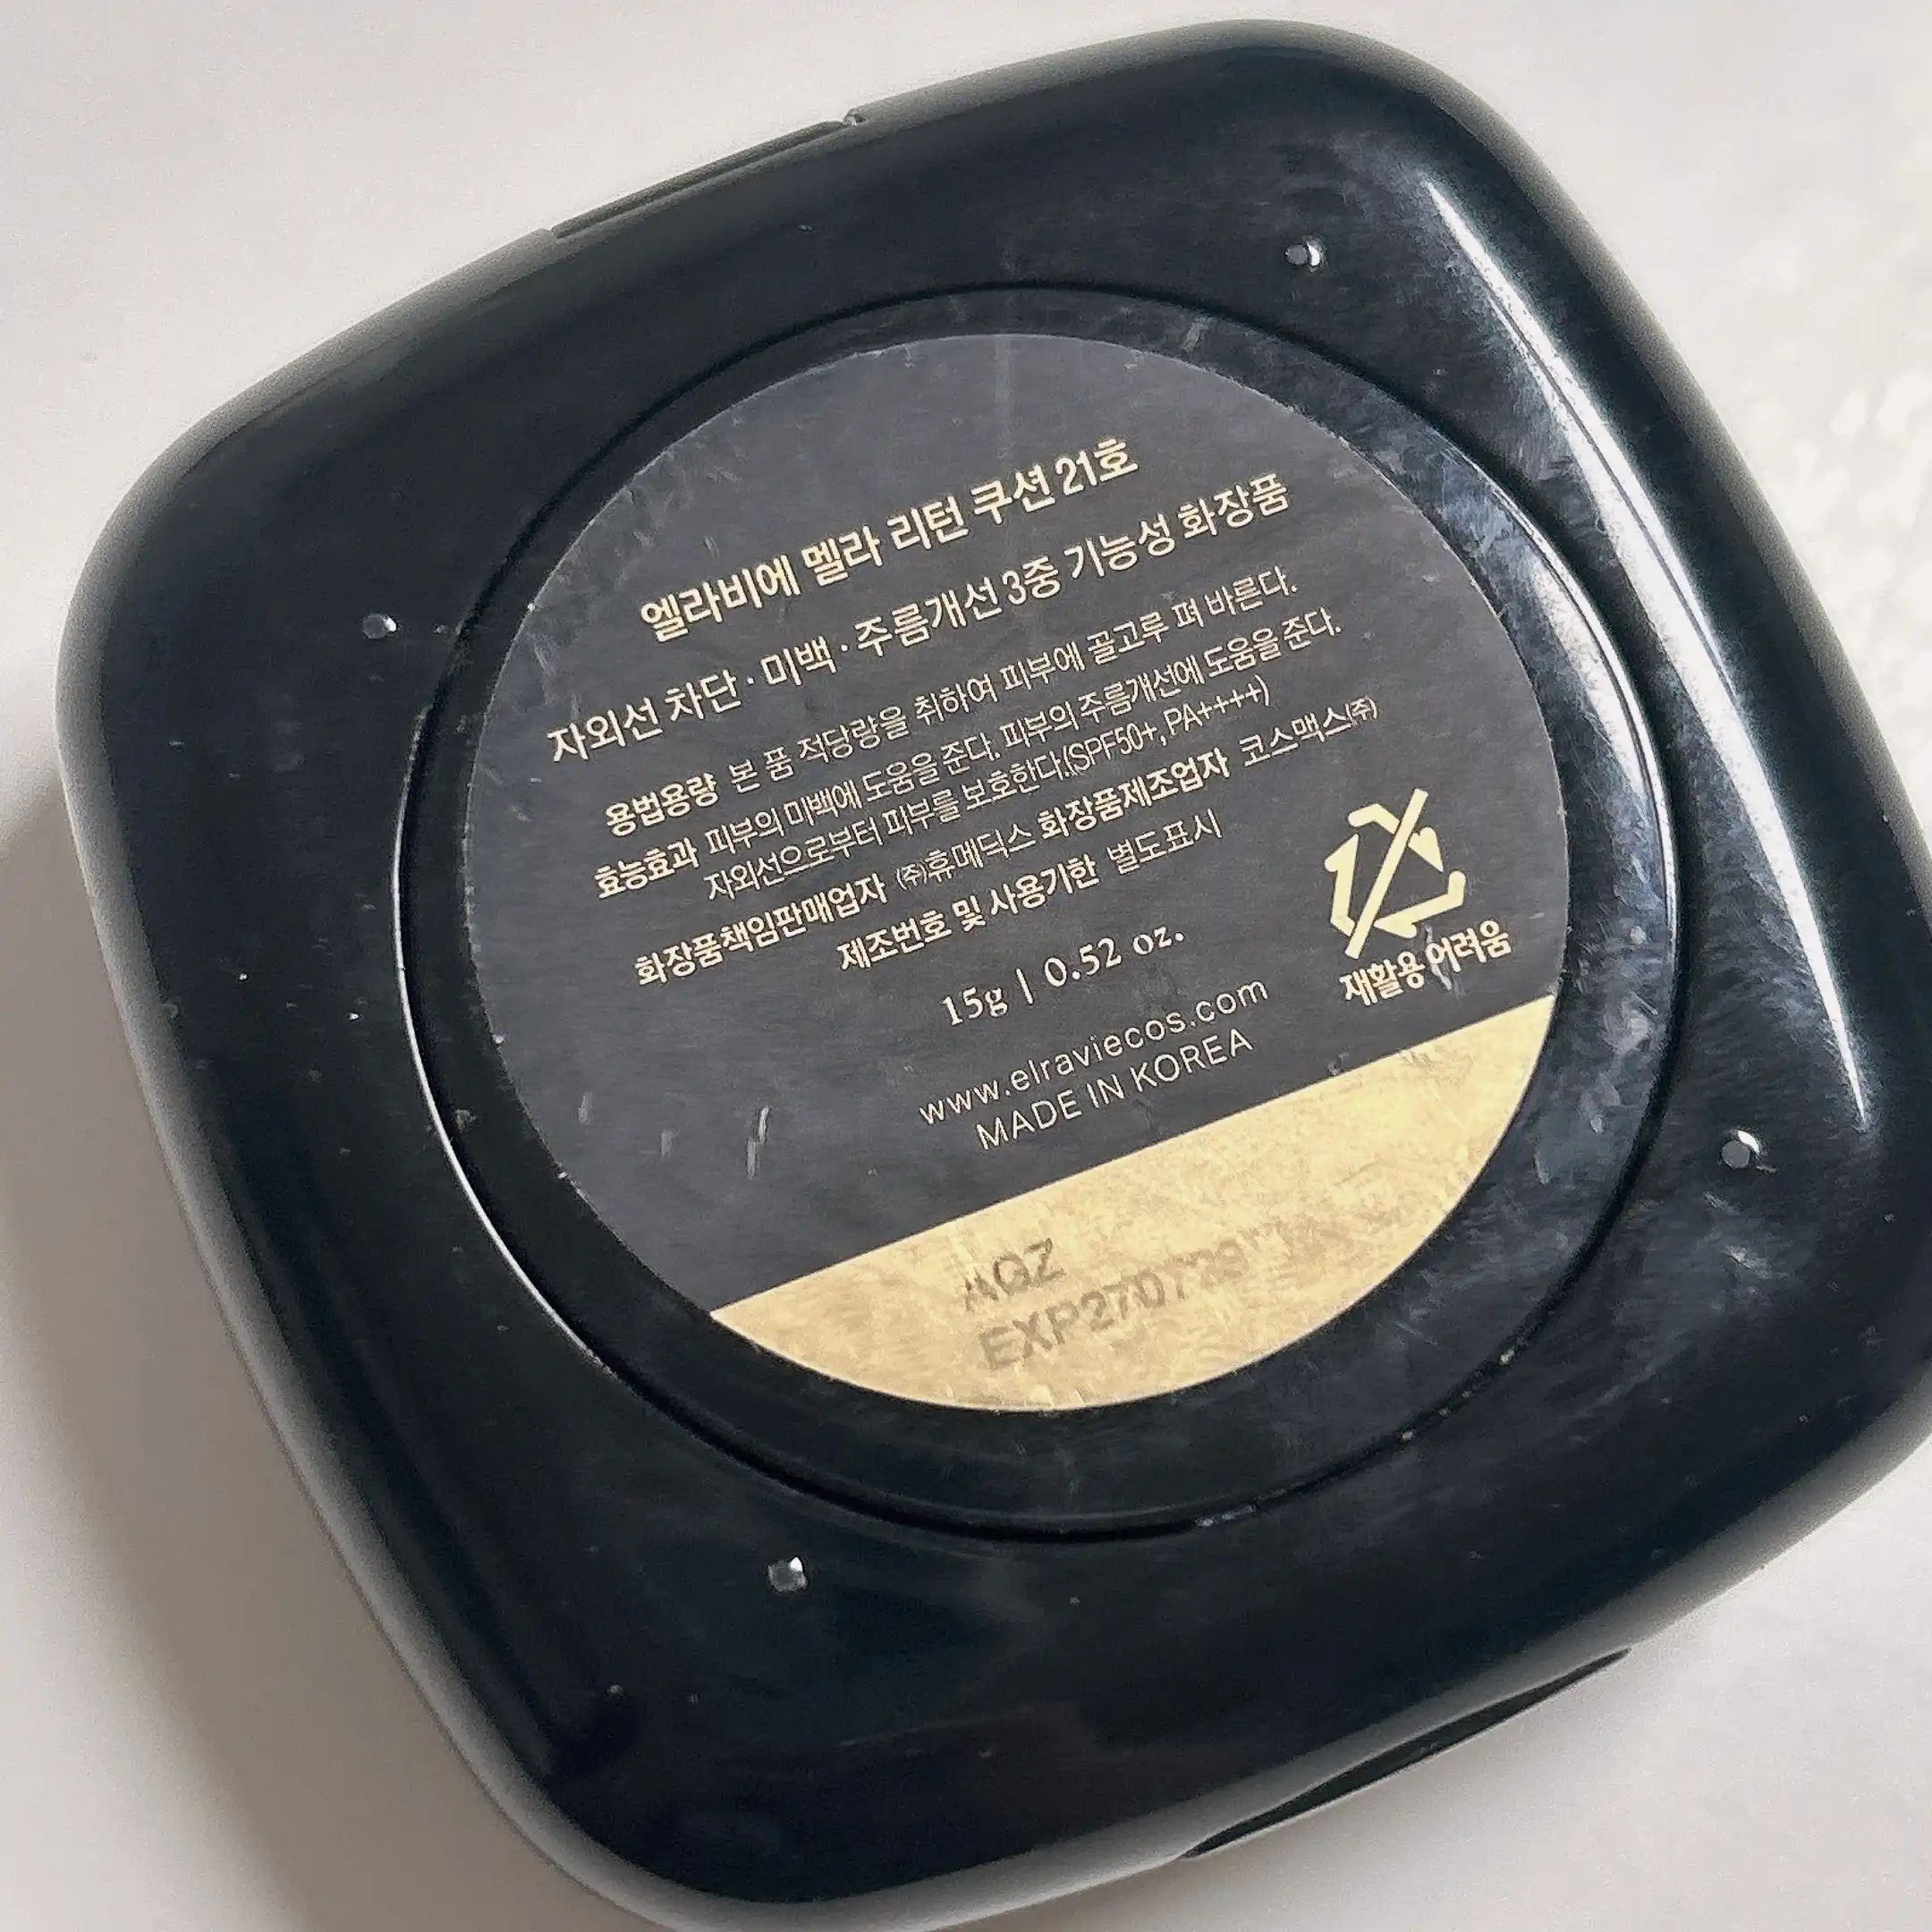 엘라비에 멜라 리턴 쿠션 21호
자외선 차단 · 미백 · 주름개선 3중 기능성 화장품
용법용량 본 품 적당량을 취하여 피부에 골고루 펴 바른다.
효능효과 피부의 미백에 도움을 준다. 피부의 주름개선에 도움을 준다.
자외선으로부터 피부를 보호한다.(SPF50+, PA++++)
화장품책임판매업자 ㈜휴메딕스 화장품제조업자 코스맥스㈜
제조번호 및 사용기한 별도표시
15g | 0.52 oz.
www.elraviecos.com
MADE IN KOREA
재활용 어려움